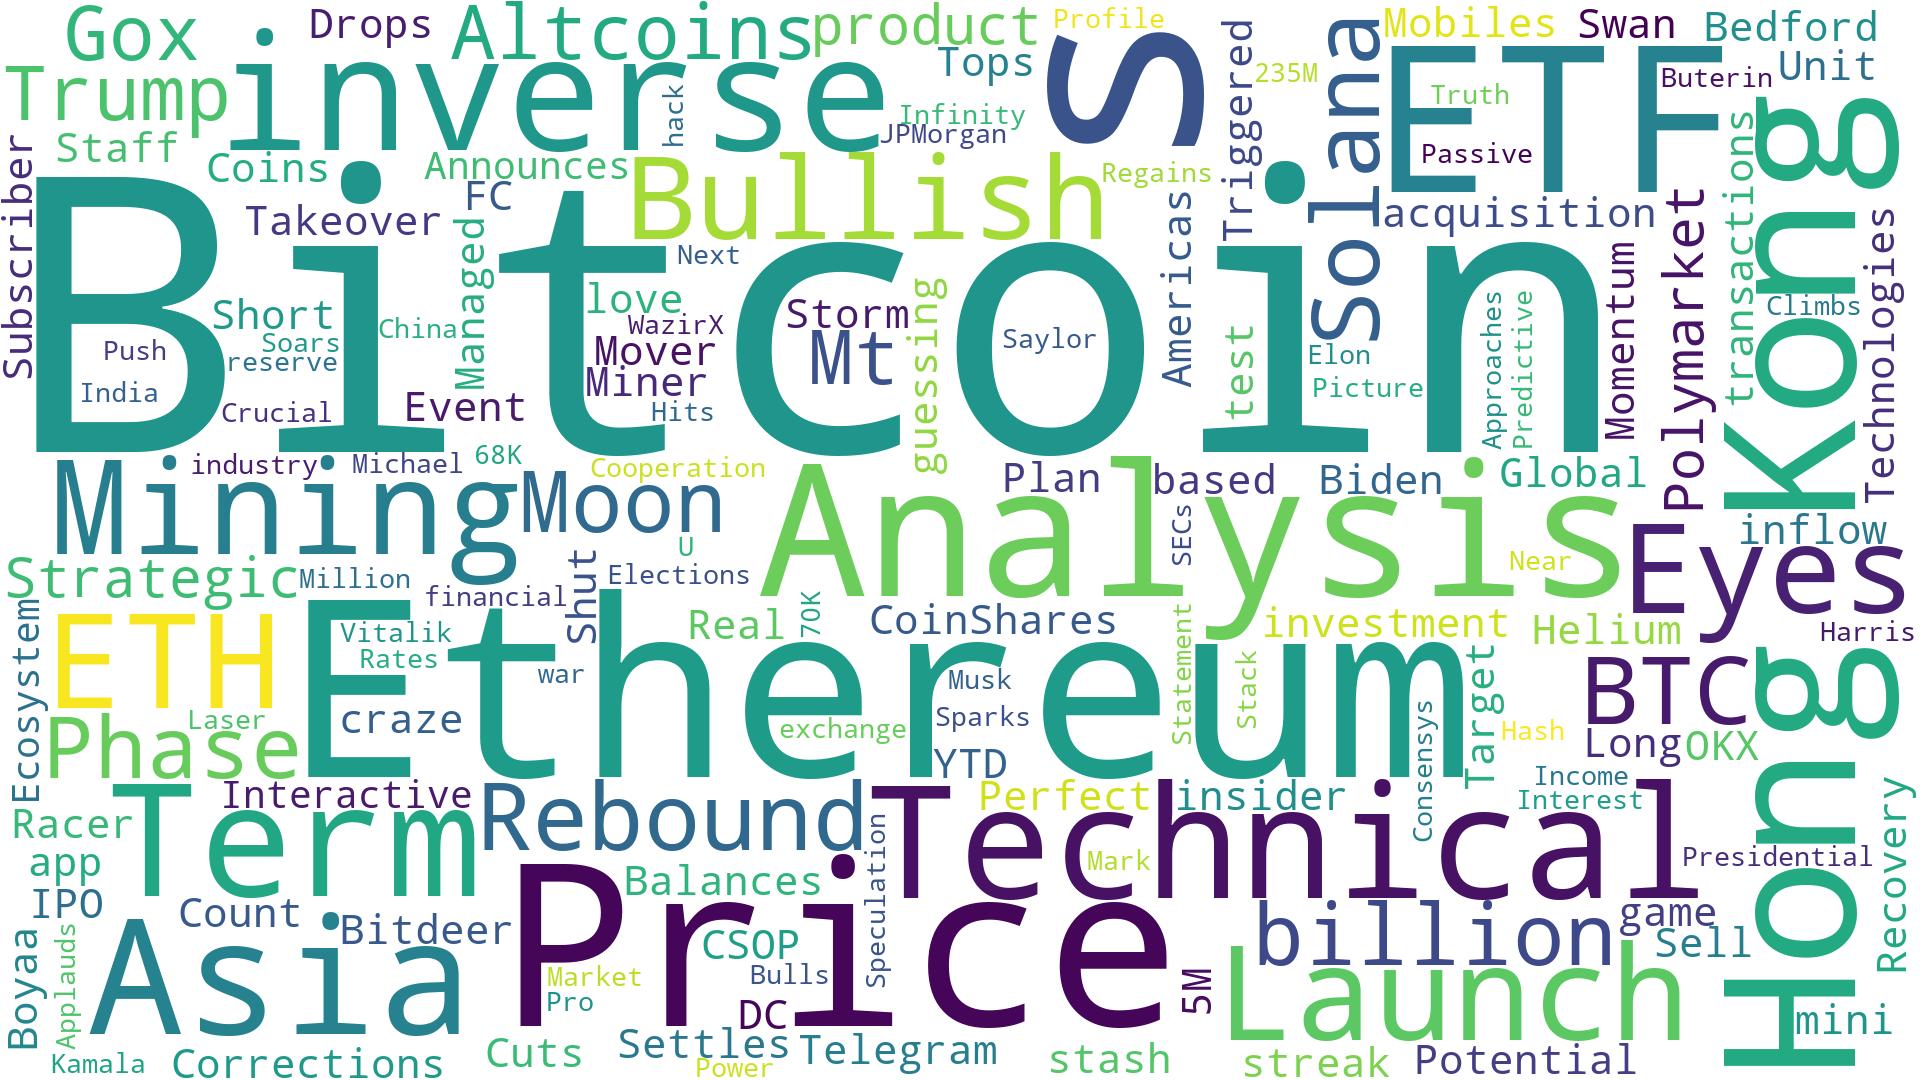 Gox
Drops
Altcoins
product
Profile
S
Solana
Mobiles
Swan
Bedford
Trump
inverse
hack
Tops
Infinity
JPMorgan
Triggered
235M
ETF
Truth
Passive
Buterin
Unit
Staff
Coins
Announces
Bullish
Regains
Subscriber
Takeover
FC
Managed
Next
Americas
acquisition
Momentum
Polymarket
transactions
Hong
Kong
Technologies
Climbs
Bitcoin
Push
India
Short
Soars
reserve
China
Crucial
Event
love
WazirX
Mover
Miner
Hits
Storm
Mt
guessing
Saylor
test
Elon
Picture
Approaches
Predictive
industry
Michael
68K
Cooperation
Mining
Moon
Analysis
Plan
based
Biden
Global
SECs
Near
Eyes
inflow
Strategic
Million
financial
Shut
U
Elections
Ecosystem
ETH
Vitalik
Rates
war
Ethereum
Real
70K
CoinShares
Statement
investment
Helium
Harris
Laser
craze
exchange
Musk
Sparks
Stack
Consensys
Target
Hash
BTC
Phase
YTD
Long
OKX
Interactive
Term
Rebound
Perfect
insider
Income
Interest
Racer
app
IPO
Technical
Mark
Presidential
Recovery
Count
Bitdeer
Balances
Speculation
Price
billion
game
Sell
Boyaa
Applauds
Asia
CSOP
Market
Pro
Bulls
DC
5M
Launch
mini
Kamala
Corrections
Cuts
Settles
Power
Telegram
stash
streak
Potential